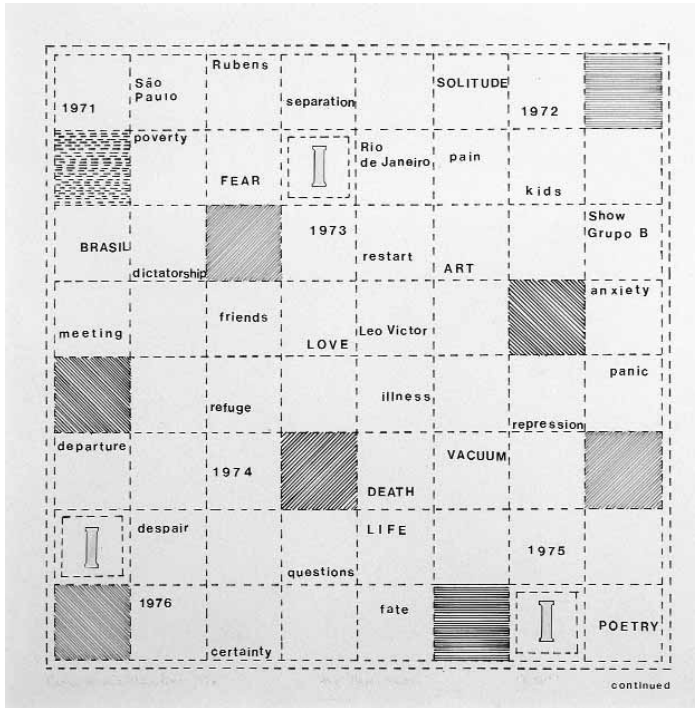 1971
São
Paulo
Rubens
separation
SOLITUDE
1972
poverty
FEAR
Rio
de Janeiro
pain
kids
BRASIL
dictatorship
1973
restart
ART
Show
Grupo B
meeting
friends
LOVE
Leo Victor
anxiety
refuge
illness
repression
panic
departure
1974
DEATH
VACUUM
despair
questions
LIFE
1975
1976
certainty
fate
POETRY
continued